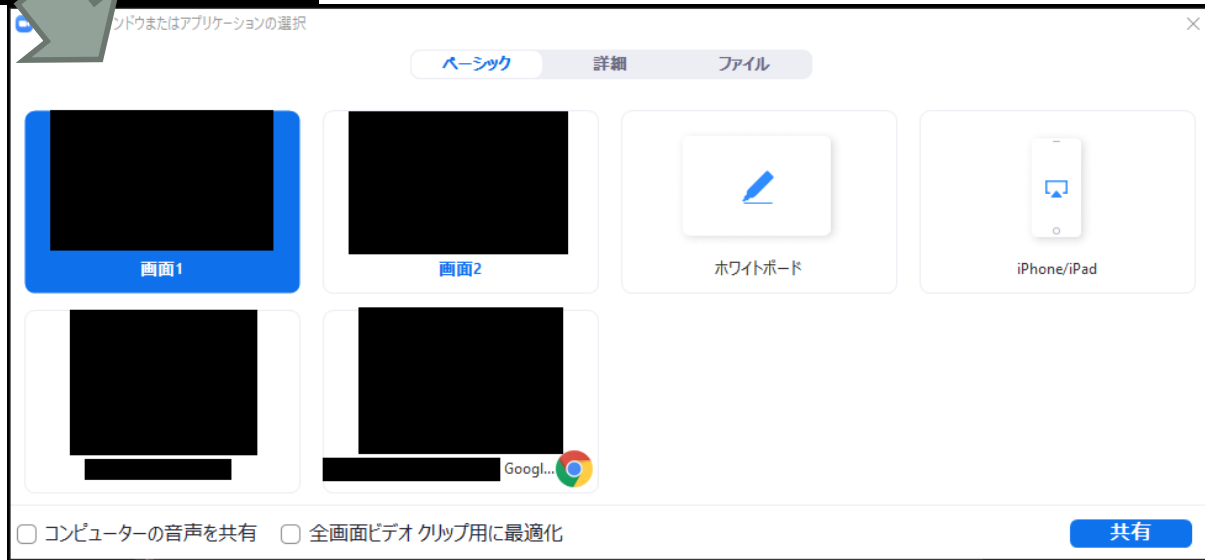 ンドウまたはアプリケーションの選択
ベーシック
詳細
ファイル
画面1
画面2
ホワイトボード
iPhone/iPad
Googl...
コンピューターの音声を共有
全画面ビデオ クリップ用に最適化
共有